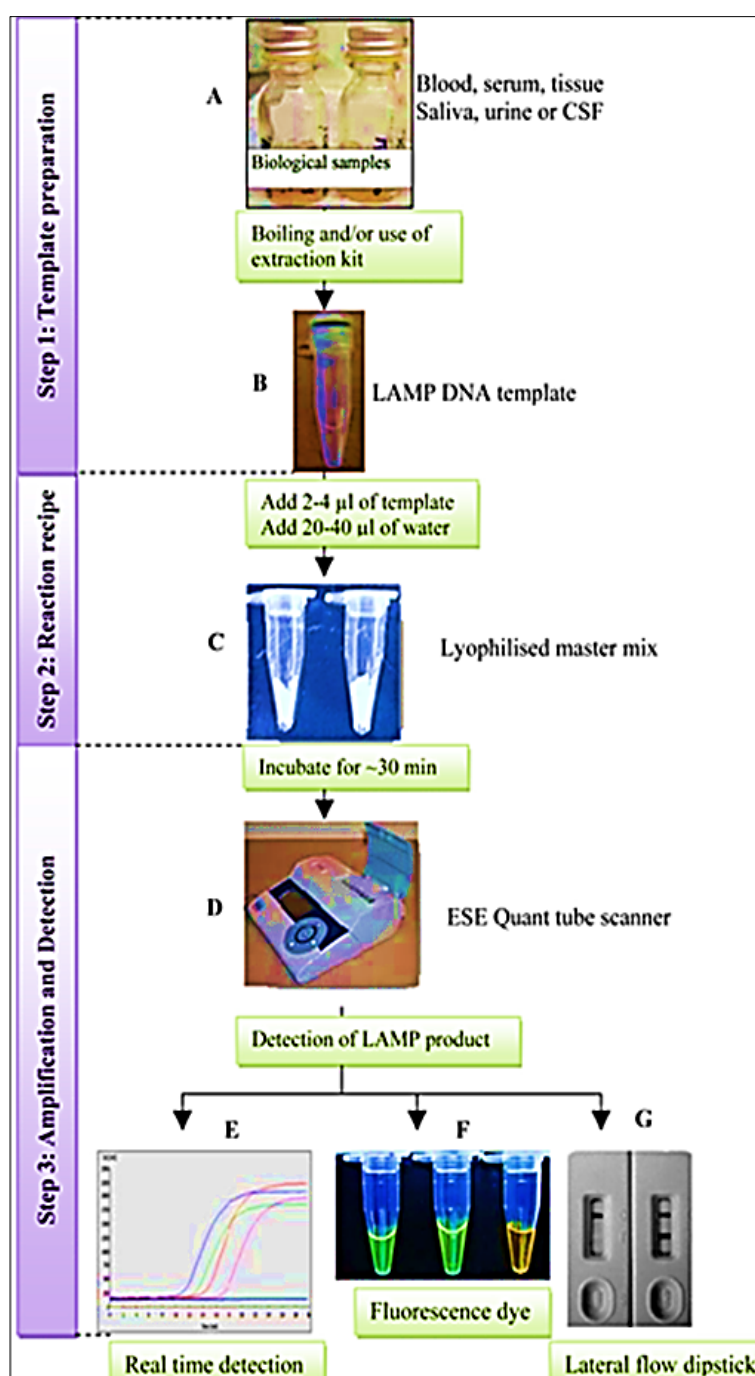 Step 1: Template preparation
A
Blood, serum, tissue
Saliva, urine or CSF
Biological samples
Boiling and/or use of
extraction kit
B
LAMP DNA template
Step 2: Reaction recipe
Add 2-4 µl of template
Add 20-40 µl of water
C
Lyophilised master mix
Step 3: Amplification and Detection
Incubate for ~30 min
D
ESE Quant tube scanner
Detection of LAMP product
E
F
G
Real time detection
Fluorescence dye
Lateral flow dipstick